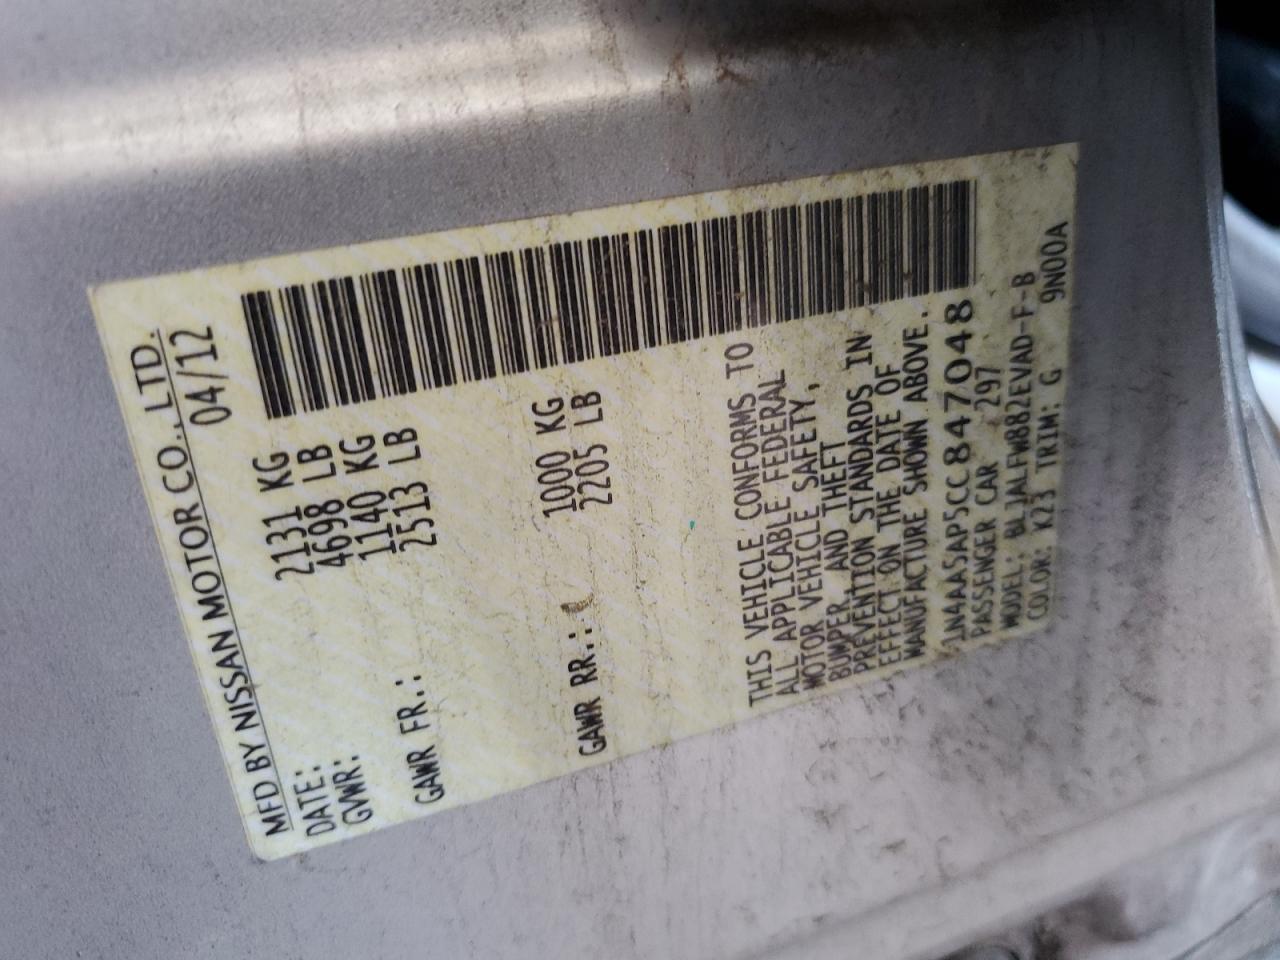 MFD BY NISSAN MOTOR CO., LTD.
DATE: 04/12
GVWR: 2131 KG
4698 LB
GAWR FR.: 1140 KG
2513 LB
GAWR RR.: 1000 KG
2205 LB
THIS VEHICLE CONFORMS TO
ALL APPLICABLE FEDERAL
MOTOR VEHICLE SAFETY,
BUMPER, AND THEFT
PREVENTION STANDARDS IN
EFFECT ON THE DATE OF
MANUFACTURE SHOWN ABOVE.
1N4AA5AP5CC847048
PASSENGER CAR 297
MODEL: BLJALFW882EVAD-F-B
COLOR: K23 TRIM: G 9N00A